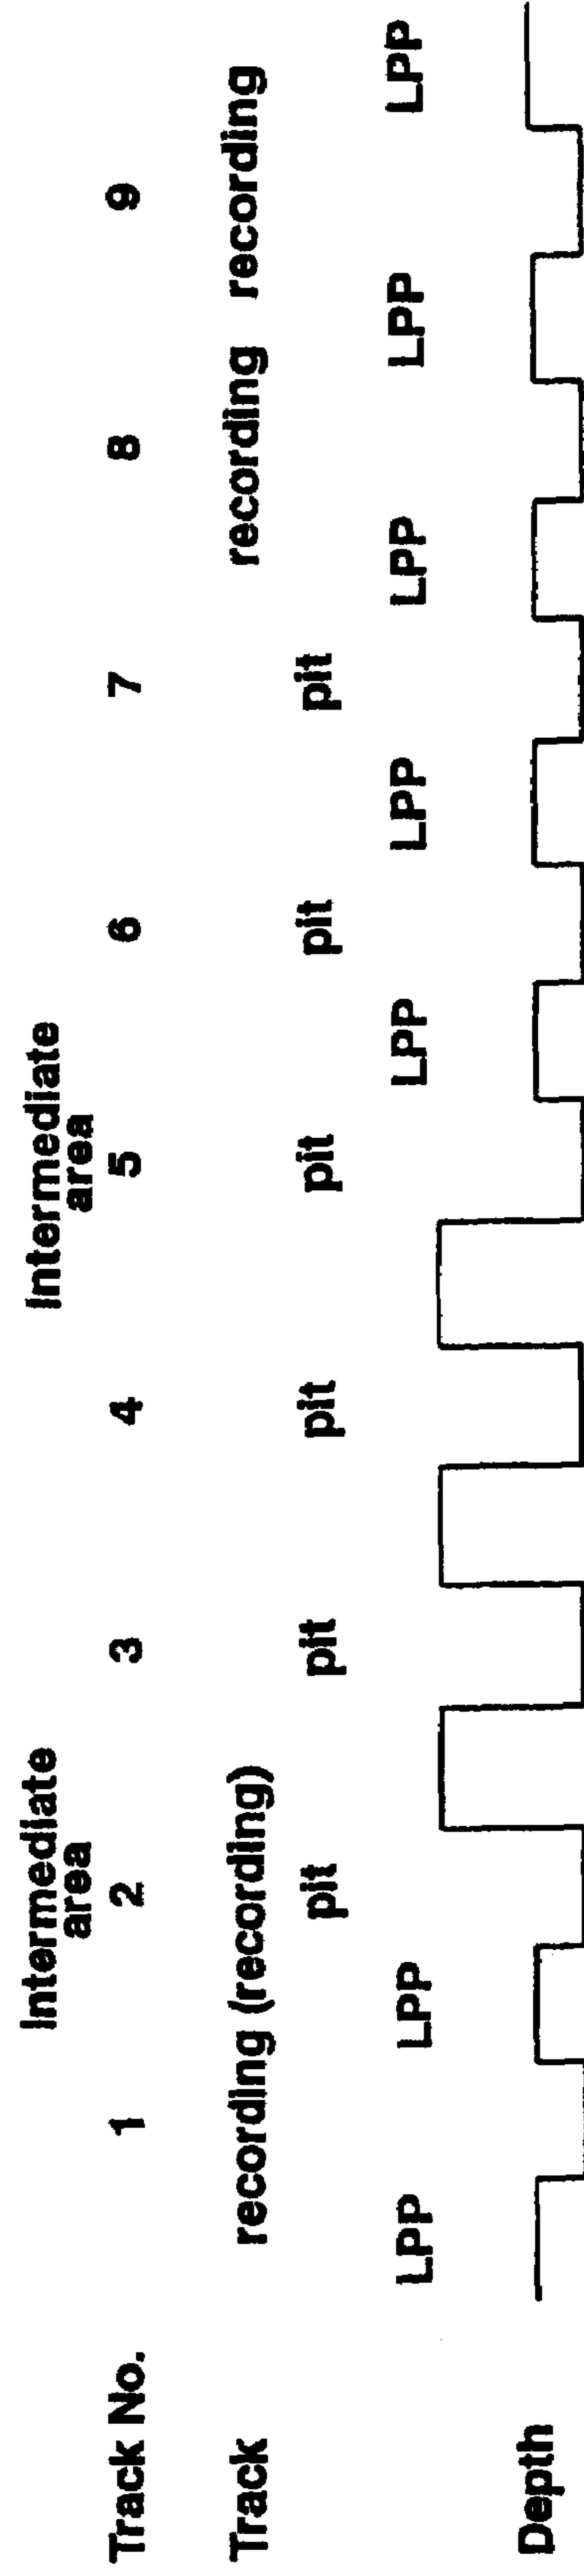 Intermediate area Intermediate area
Track No. 1 2 3 4 5 6 7 8 9
Track recording (recording) recording recording
pit pit pit pit pit pit
LPP LPP LPP LPP LPP LPP LPP
Depth